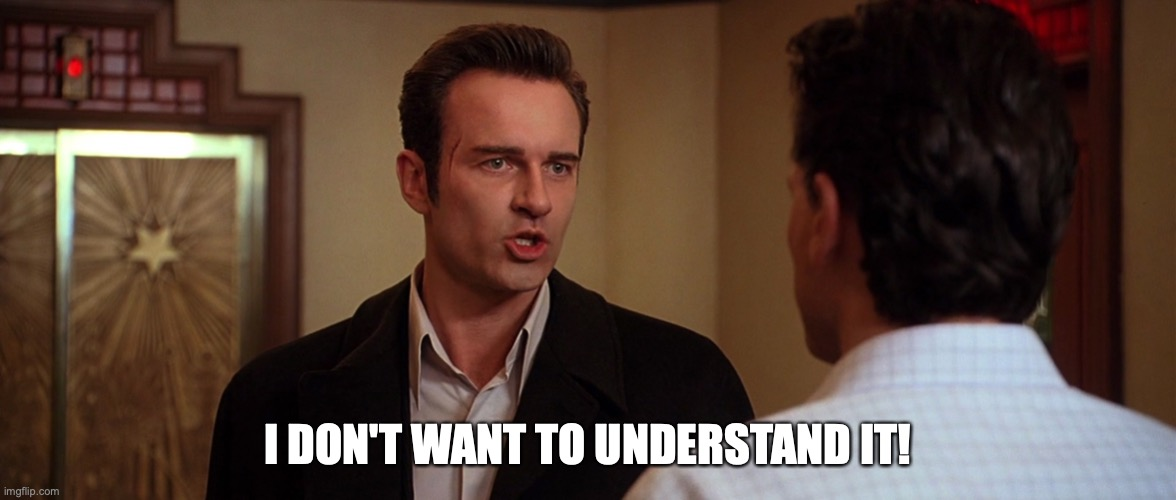 I DON'T WANT TO UNDERSTAND IT!
imgflip.com